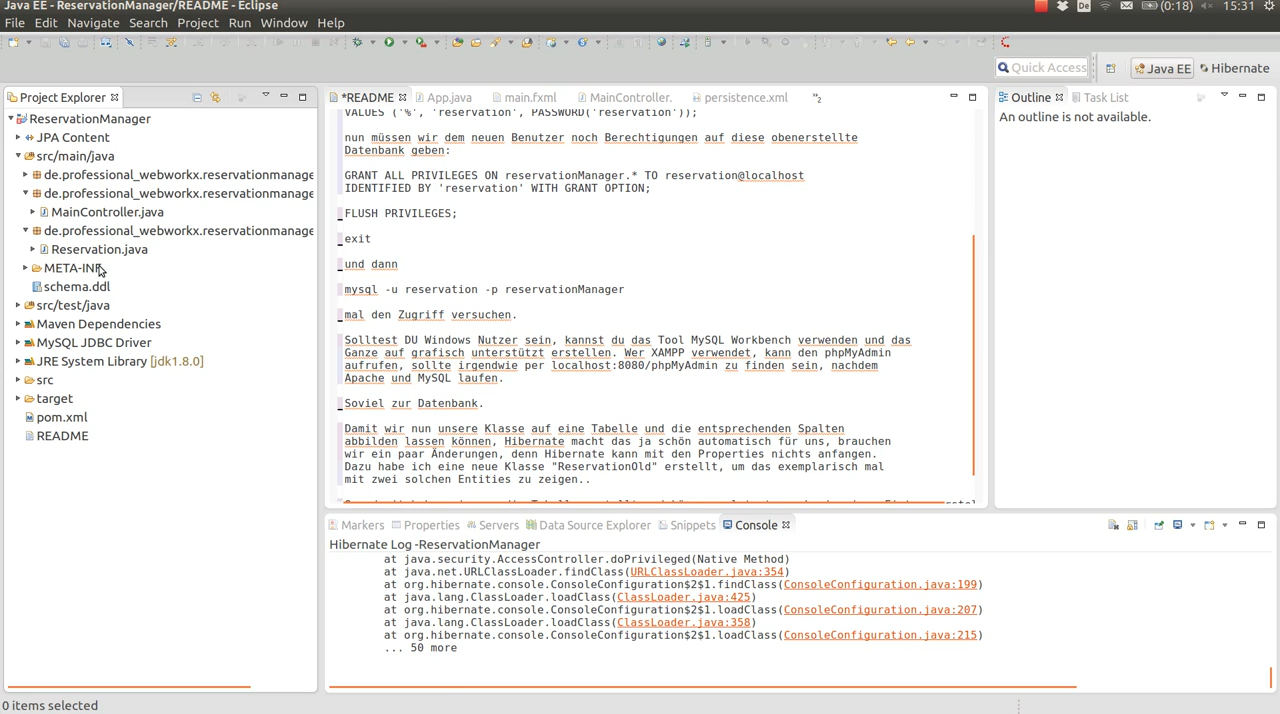 Java EE - ReservationManager/README - Eclipse
De
(0:18)
15:31
File Edit Navigate Search Project Run Window Help
Quick Access
Java EE
Hibernate
Project Explorer
*README
App.java
main.fxml
MainController.
persistence.xml
»2
Outline
Task List
ReservationManager
JPA Content
src/main/java
de.professional_webworkx.reservationmanage
de.professional_webworkx.reservationmanage
MainController.java
de.professional_webworkx.reservationmanage
Reservation.java
META-INF
schema.ddl
src/test/java
Maven Dependencies
MySQL JDBC Driver
JRE System Library [jdk1.8.0]
src
target
pom.xml
README
VALUES ('%', 'reservation', PASSWORD('reservation'));
nun müssen wir dem neuen Benutzer noch Berechtigungen auf diese obenerstellte
Datenbank geben:
GRANT ALL PRIVILEGES ON reservationManager.* TO reservation@localhost
IDENTIFIED BY 'reservation' WITH GRANT OPTION;
FLUSH PRIVILEGES;
exit
und dann
mysql -u reservation -p reservationManager
mal den Zugriff versuchen.
Solltest DU Windows Nutzer sein, kannst du das Tool MySQL Workbench verwenden und das
Ganze auf grafisch unterstützt erstellen. Wer XAMPP verwendet, kann den phpMyAdmin
aufrufen, sollte irgendwie per localhost:8080/phpMyAdmin zu finden sein, nachdem
Apache und MySQL laufen.
Soviel zur Datenbank.
Damit wir nun unsere Klasse auf eine Tabelle und die entsprechenden Spalten
abbilden lassen können, Hibernate macht das ja schön automatisch für uns, brauchen
wir ein paar Änderungen, denn Hibernate kann mit den Properties nichts anfangen.
Dazu habe ich eine neue Klasse "ReservationOld" erstellt, um das exemplarisch mal
mit zwei solchen Entities zu zeigen..
An outline is not available.
Markers
Properties
Servers
Data Source Explorer
Snippets
Console
Hibernate Log -ReservationManager
at java.security.AccessController.doPrivileged(Native Method)
at java.net.URLClassLoader.findClass(URLClassLoader.java:354)
at org.hibernate.console.ConsoleConfiguration$2$1.findClass(ConsoleConfiguration.java:199)
at java.lang.ClassLoader.loadClass(ClassLoader.java:425)
at org.hibernate.console.ConsoleConfiguration$2$1.loadClass(ConsoleConfiguration.java:207)
at java.lang.ClassLoader.loadClass(ClassLoader.java:358)
at org.hibernate.console.ConsoleConfiguration$2$1.loadClass(ConsoleConfiguration.java:215)
... 50 more
0 items selected